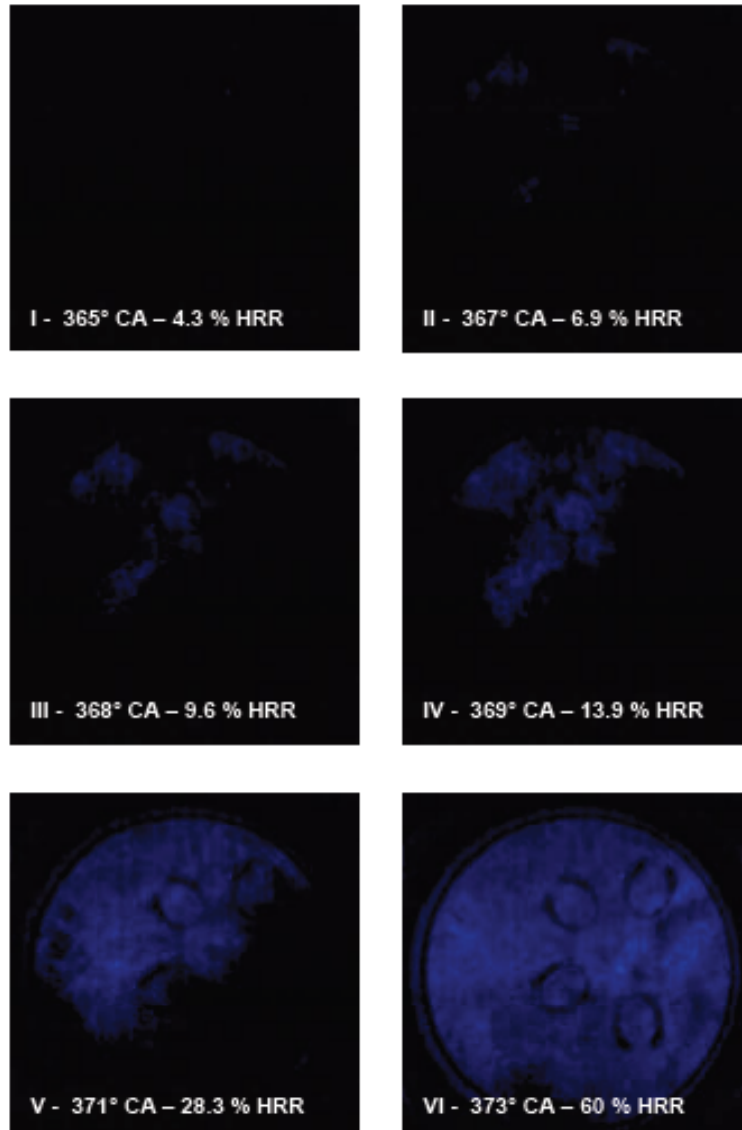 I - 365° CA – 4.3 % HRR
II - 367° CA – 6.9 % HRR
III - 368° CA – 9.6 % HRR
IV - 369° CA – 13.9 % HRR
V - 371° CA – 28.3 % HRR
VI - 373° CA – 60 % HRR